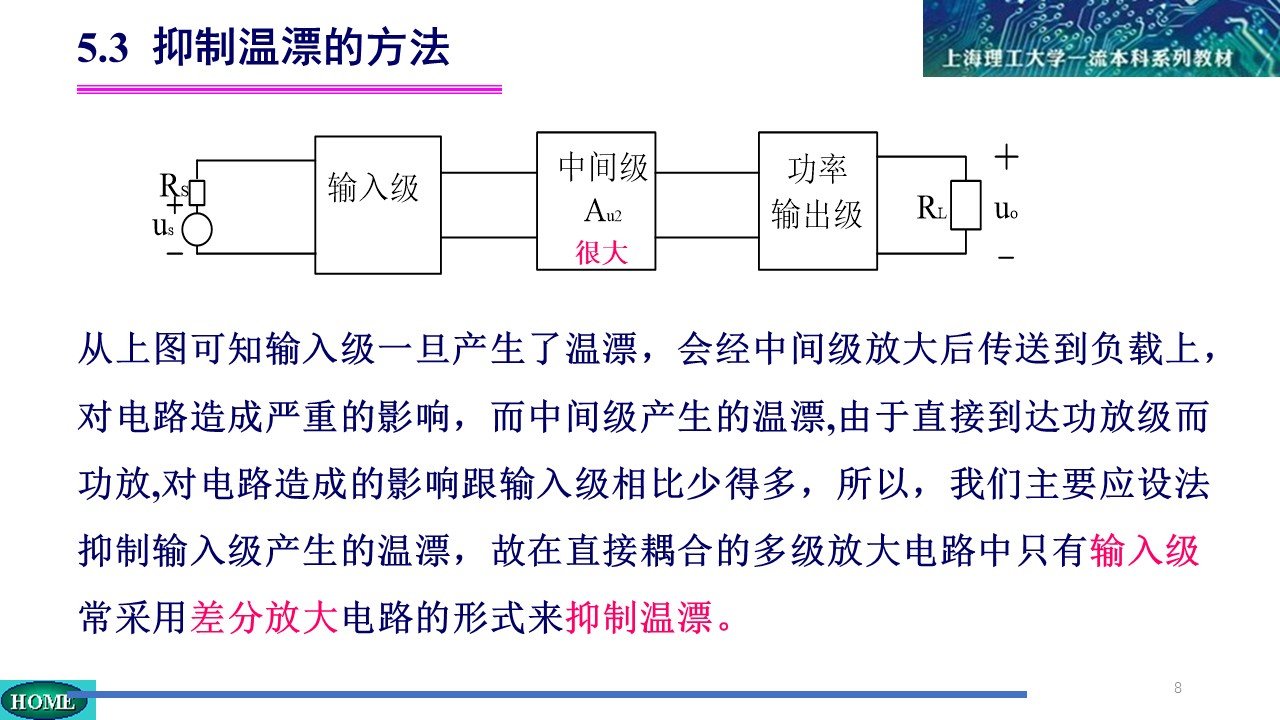 5.3 抑制温漂的方法
上海理工大学一流本科系列教材
RS
+
us
−
输入级
中间级
Au2
很大
功率
输出级
RL
+
uo
−
从上图可知输入级一旦产生了温漂，会经中间级放大后传送到负载上，
对电路造成严重的影响，而中间级产生的温漂,由于直接到达功放级而
功放,对电路造成的影响跟输入级相比少得多，所以，我们主要应设法
抑制输入级产生的温漂，故在直接耦合的多级放大电路中只有输入级
常采用差分放大电路的形式来抑制温漂。
HOME
8